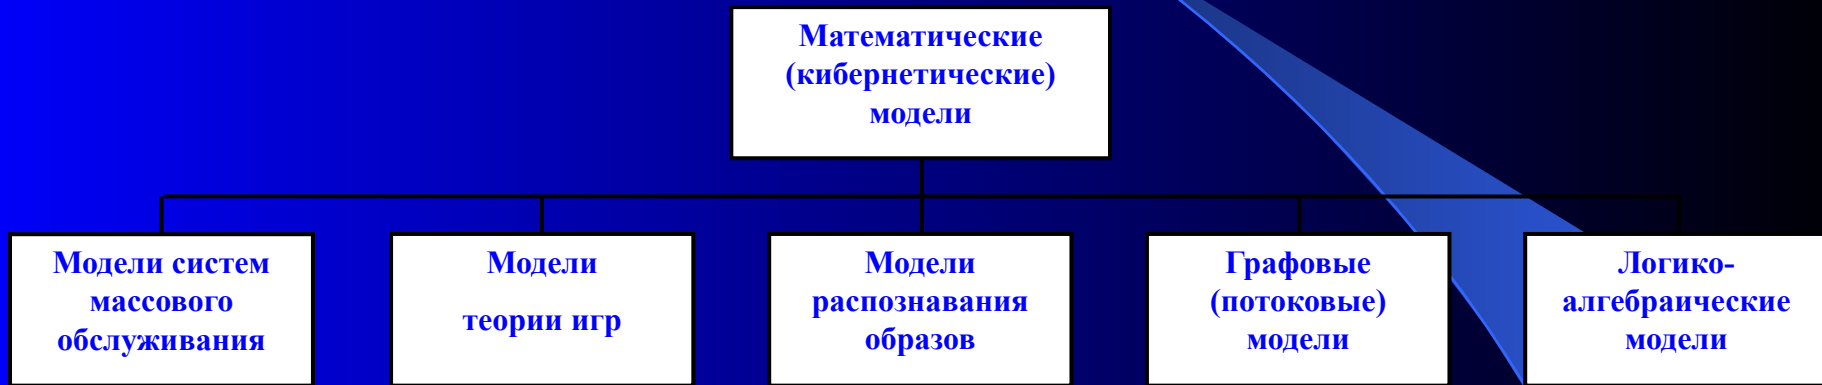 Математические
(кибернетические)
модели
Модели систем
массового
обслуживания
Модели
теории игр
Модели
распознавания
образов
Графовые
(потоковые)
модели
Логико-
алгебраические
модели